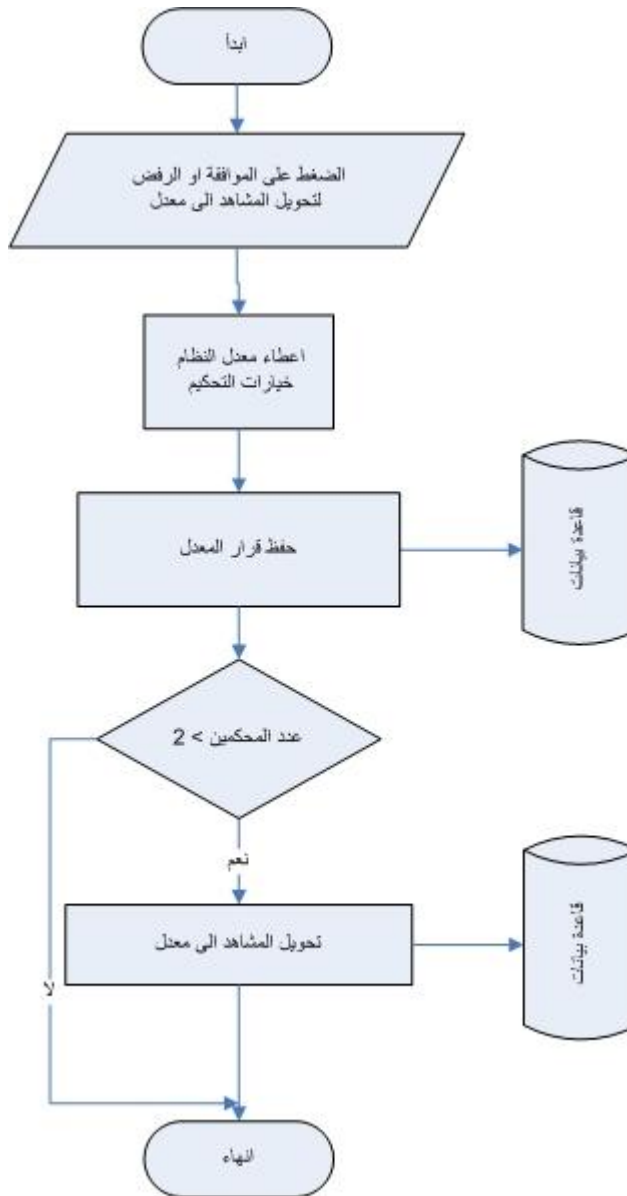 ابدأ
الضغط على الموافقة او الرفض
لتحويل المشاهد الى معدل
اعطاء معدل النظام
خيارات التحكيم
حفظ قرار المعدل
قاعدة بيانات
عدد المحكمين > 2
نعم
تحويل المشاهد الى معدل
قاعدة بيانات
لا
انهاء